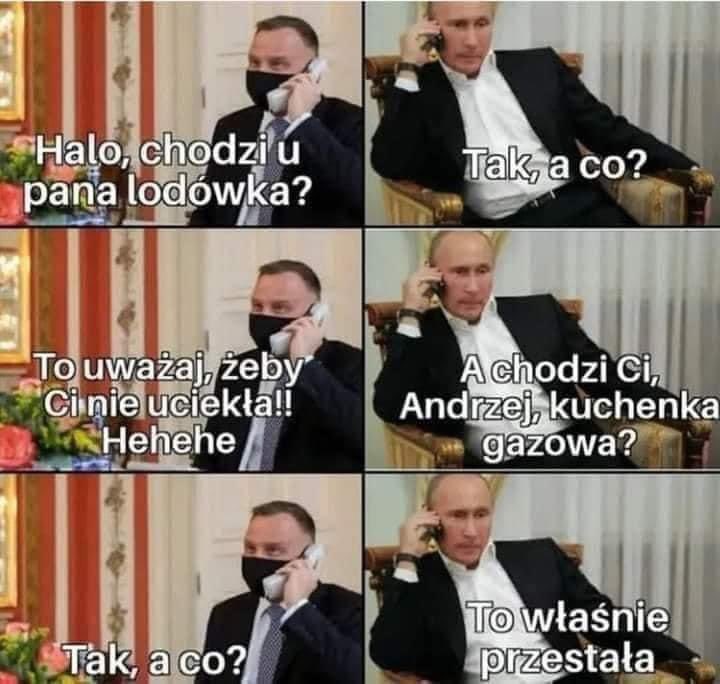 Halo, chodzi u
pana lodówka?
Tak, a co?
To uważaj, żeby
Ci nie uciekła!!
Hehehe
A chodzi Ci,
Andrzej, kuchenka
gazowa?
Tak, a co?
To właśnie
przestała